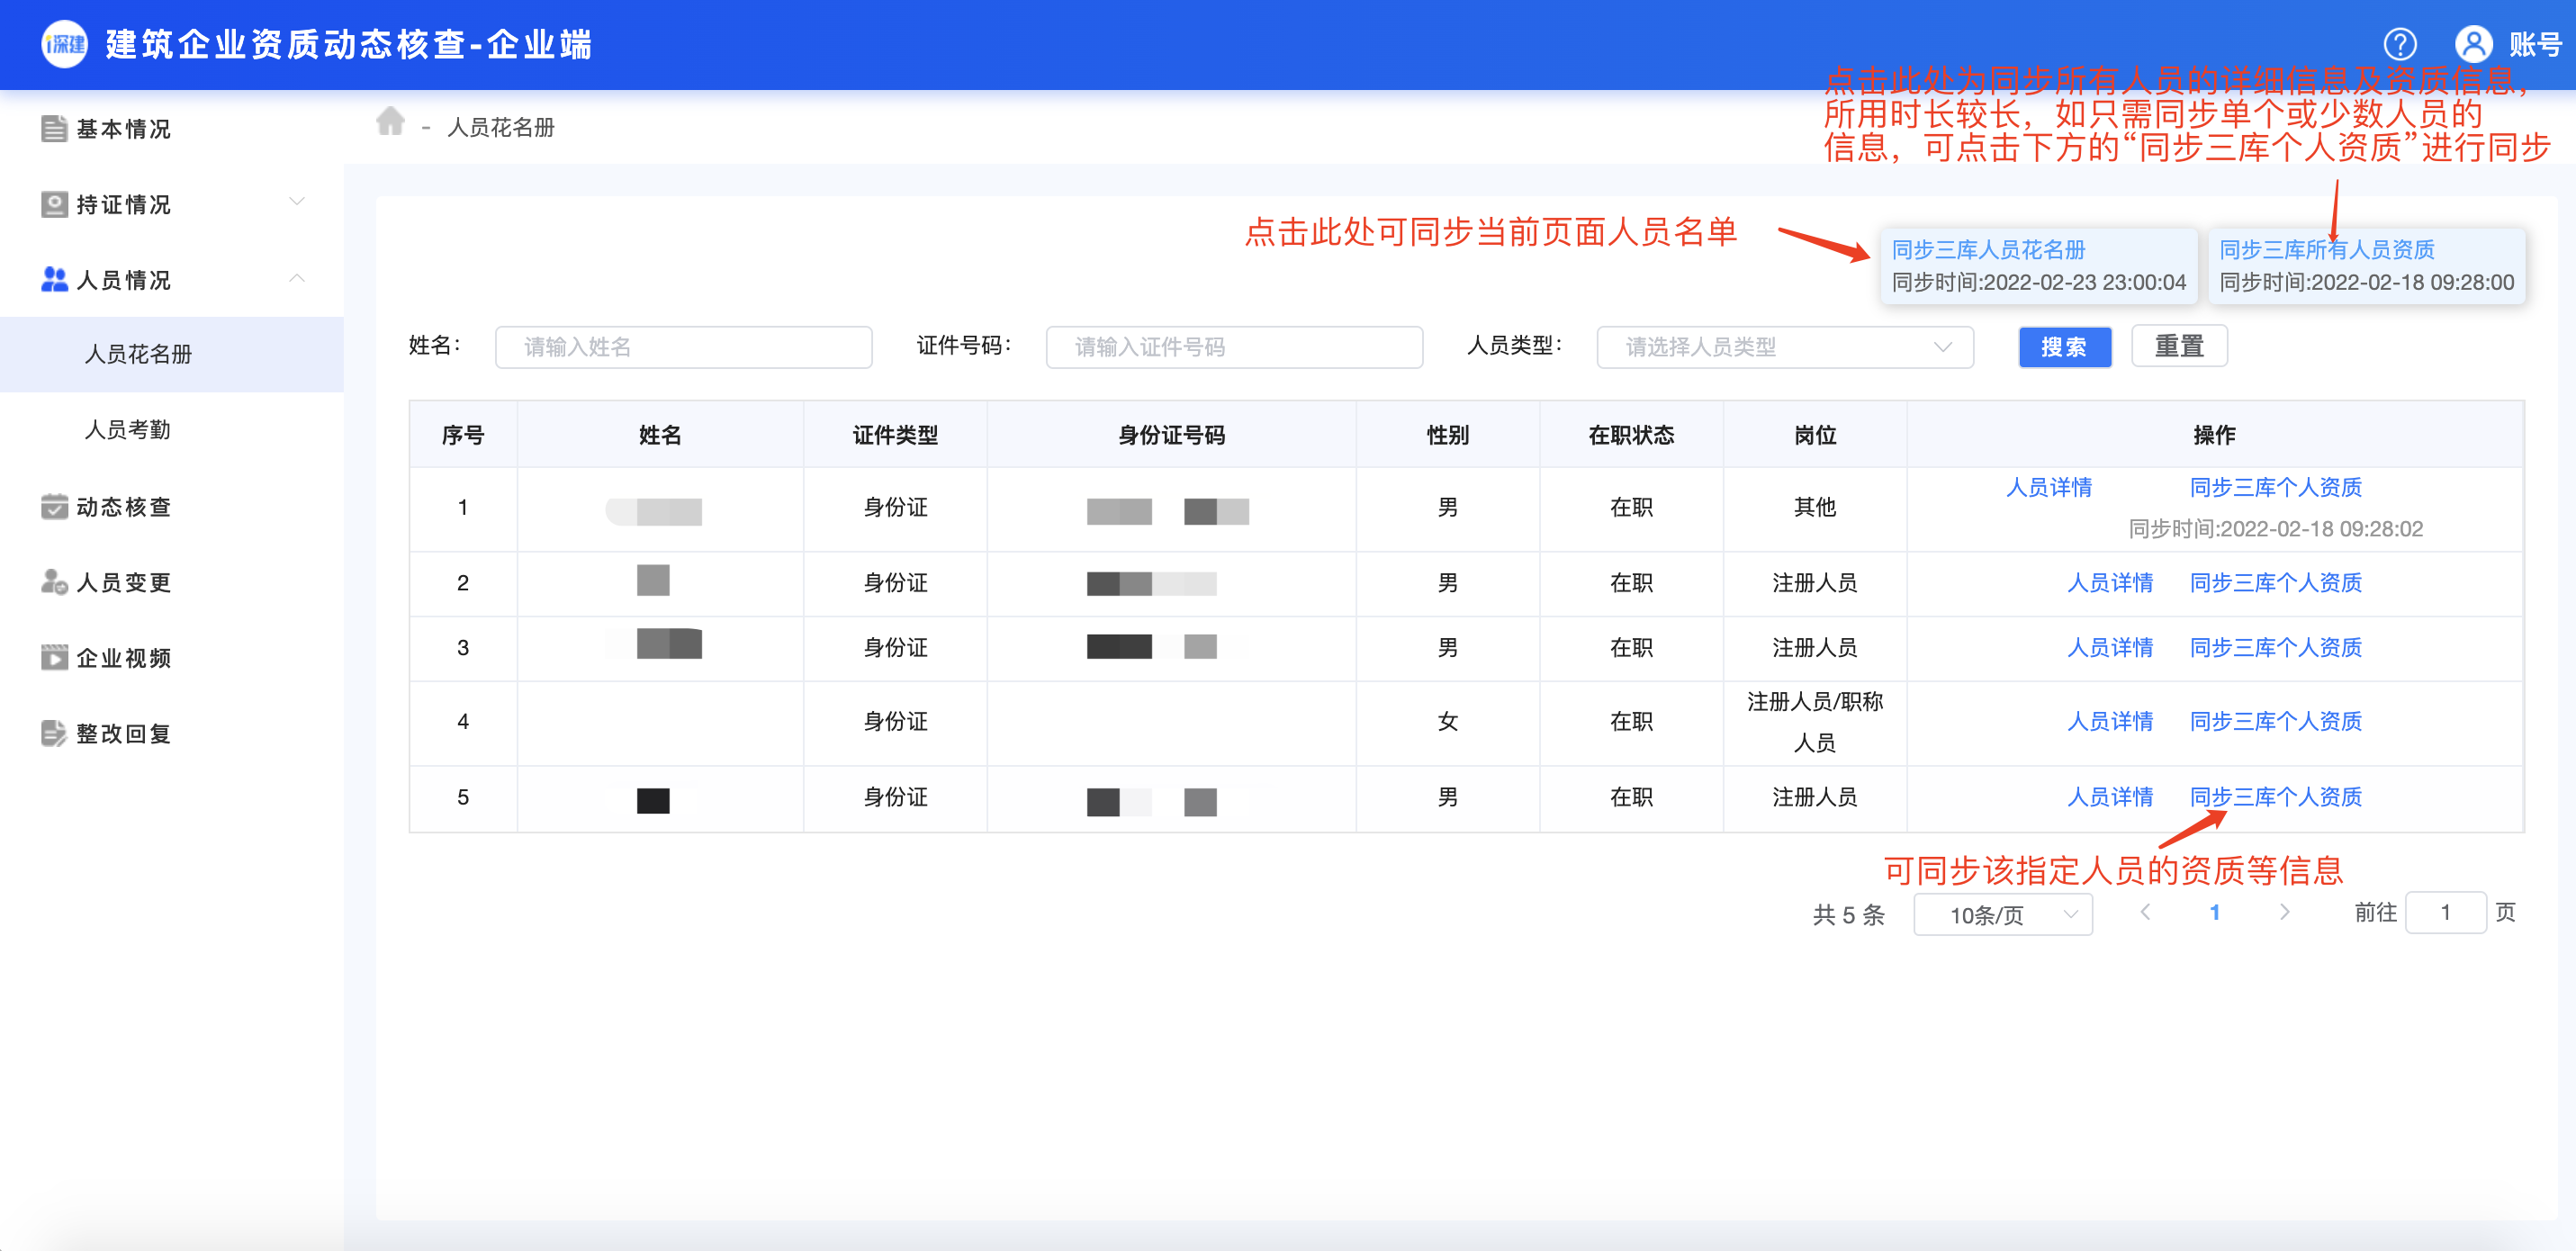 i深建 建筑企业资质动态核查-企业端
账号
点击此处为同步所有人员的详细信息及资质信息，
所用时长较长，如只需同步单个或少数人员的
信息，可点击下方的“同步三库个人资质”进行同步
基本情况
持证情况
人员情况
人员花名册
人员考勤
动态核查
人员变更
企业视频
整改回复
- 人员花名册
点击此处可同步当前页面人员名单
同步三库人员花名册
同步时间:2022-02-23 23:00:04
同步三库所有人员资质
同步时间:2022-02-18 09:28:00
姓名： 请输入姓名 证件号码： 请输入证件号码 人员类型： 请选择人员类型 搜索 重置
序号 姓名 证件类型 身份证号码 性别 在职状态 岗位 操作
1 身份证 男 在职 其他 人员详情 同步三库个人资质
同步时间:2022-02-18 09:28:02
2 身份证 男 在职 注册人员 人员详情 同步三库个人资质
3 身份证 男 在职 注册人员 人员详情 同步三库个人资质
4 身份证 女 在职 注册人员/职称
人员 人员详情 同步三库个人资质
5 身份证 男 在职 注册人员 人员详情 同步三库个人资质
可同步该指定人员的资质等信息
共 5 条 10条/页 1 前往 1 页